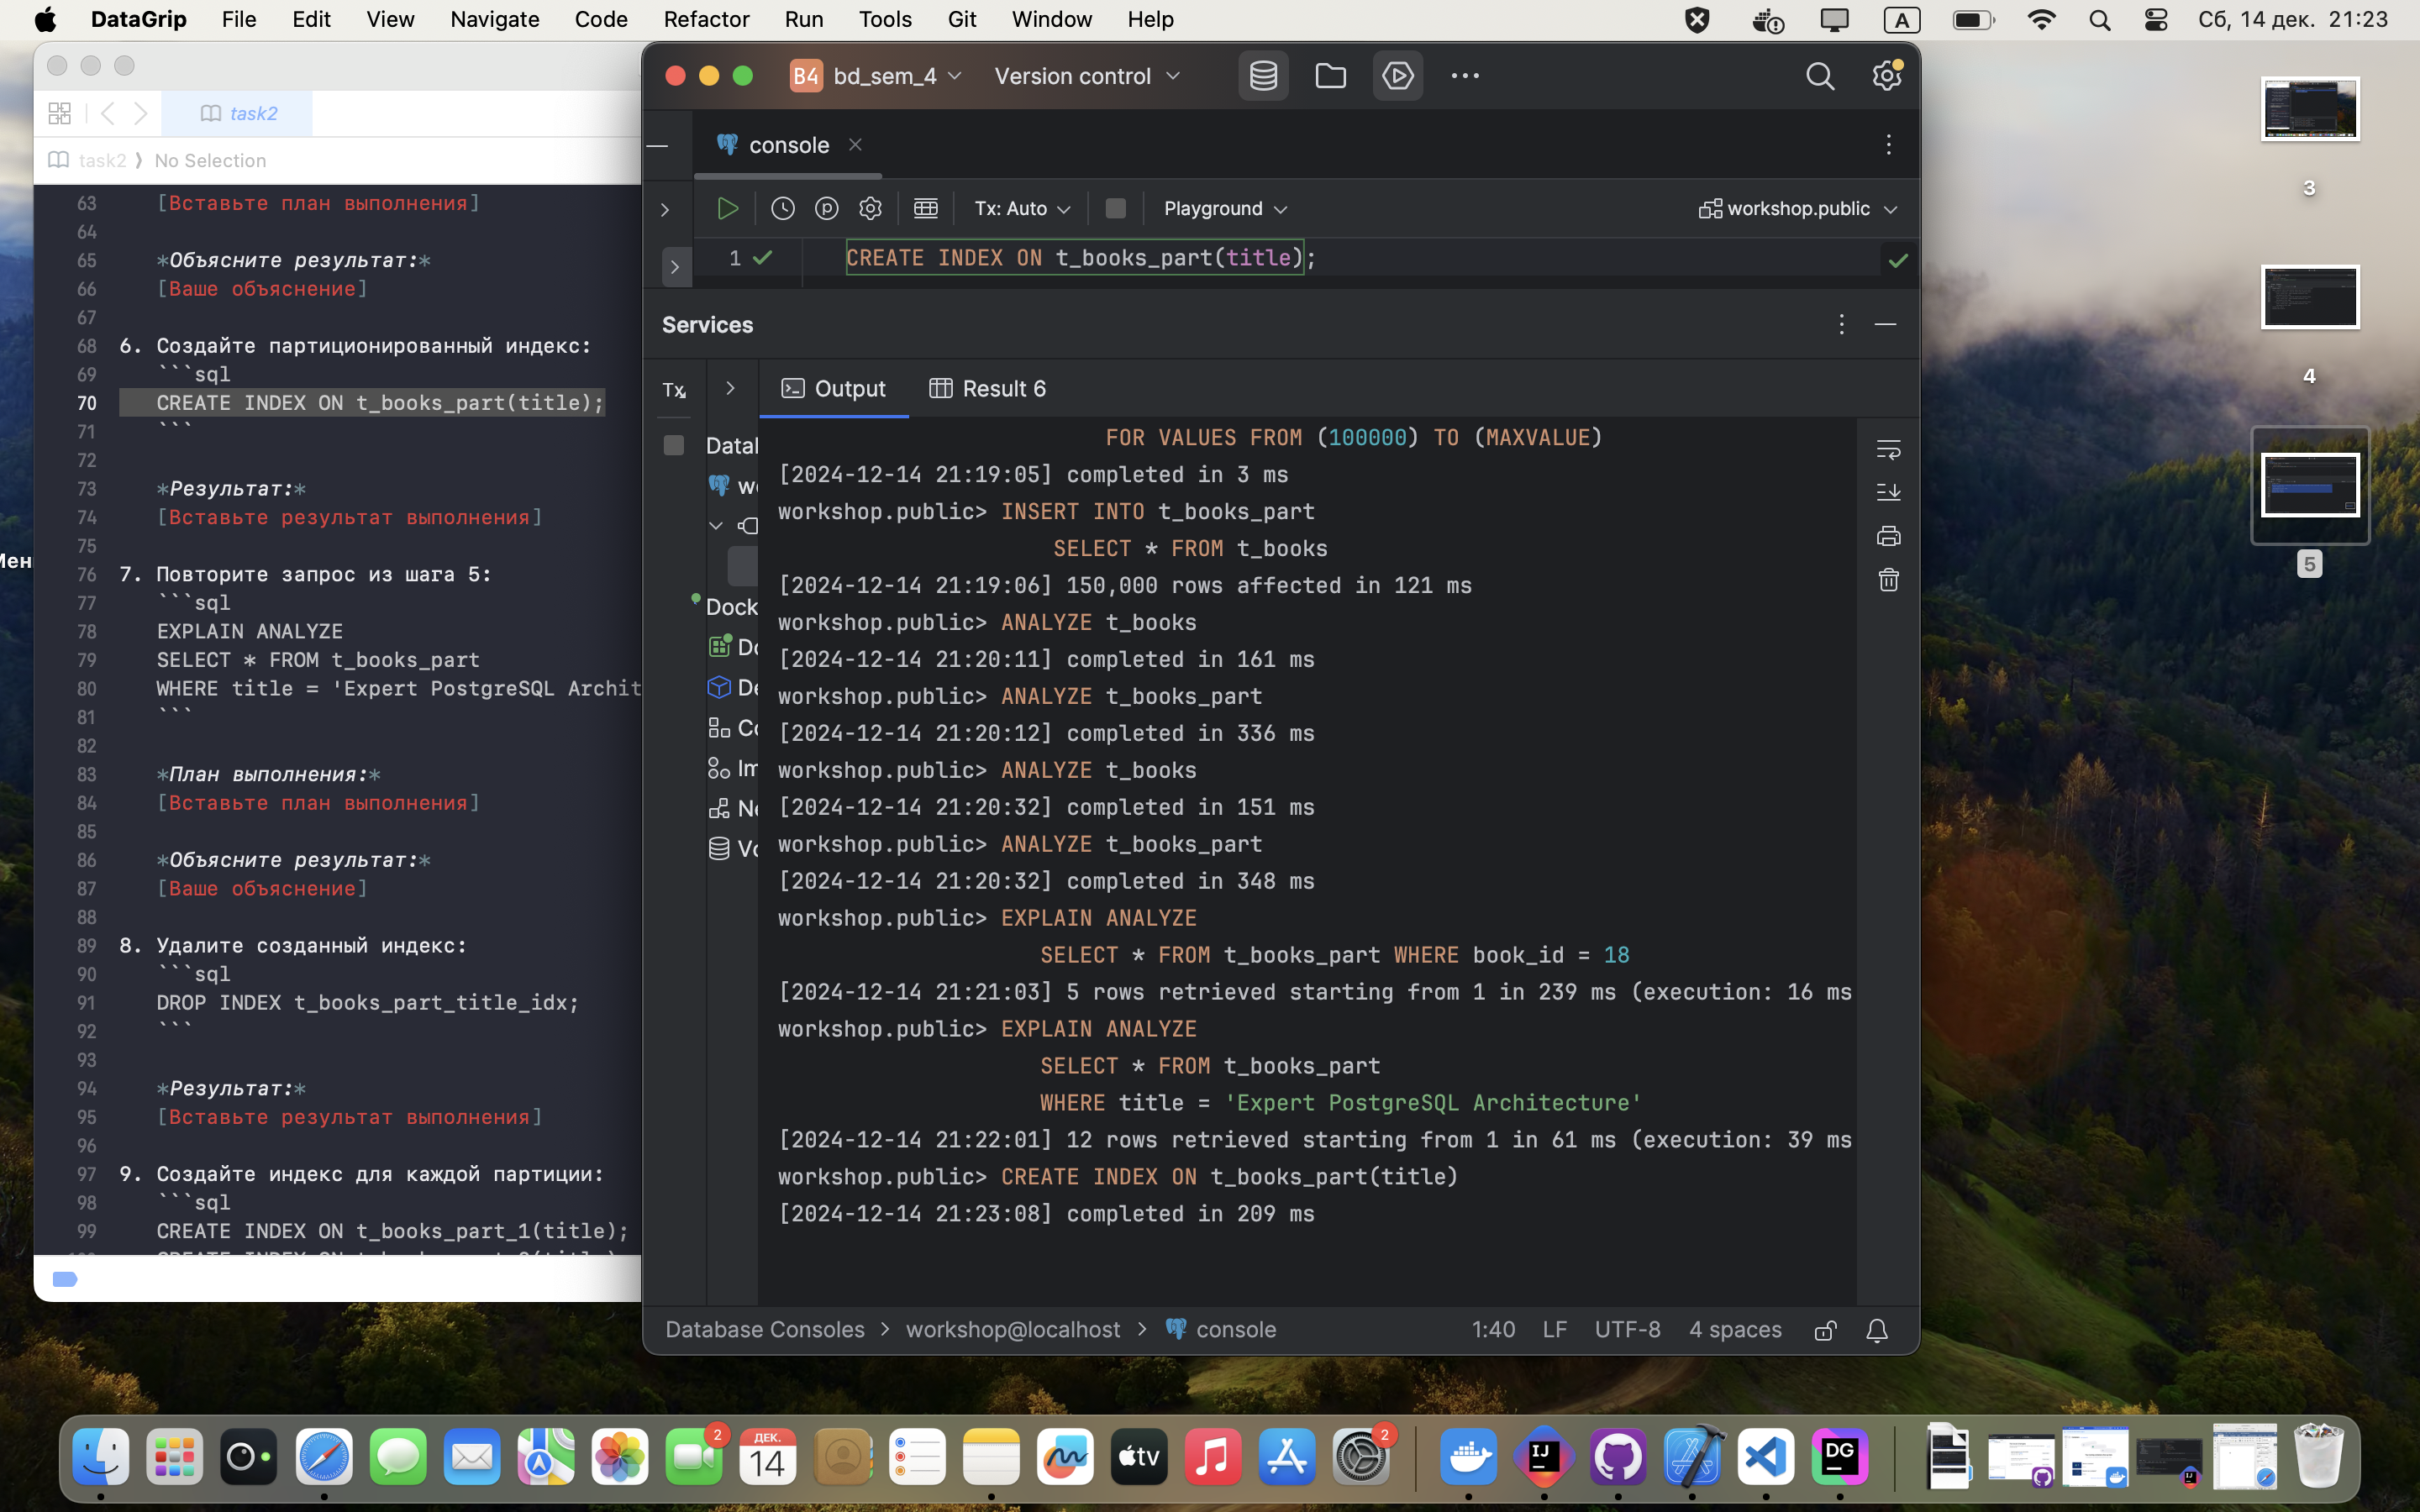 DataGrip File Edit View Navigate Code Refactor Run Tools Git Window Help A Сб, 14 дек. 21:23
task2
task2 ⟩ No Selection
63 [Вставьте план выполнения]
64
65 *Объясните результат:*
66 [Ваше объяснение]
67
68 6. Создайте партиционированный индекс:
69 ```sql
70 CREATE INDEX ON t_books_part(title);
71 ```
72
73 *Результат:*
74 [Вставьте результат выполнения]
75
76 7. Повторите запрос из шага 5:
77 ```sql
78 EXPLAIN ANALYZE
79 SELECT * FROM t_books_part
80 WHERE title = 'Expert PostgreSQL Archit
81 ```
82
83 *План выполнения:*
84 [Вставьте план выполнения]
85
86 *Объясните результат:*
87 [Ваше объяснение]
88
89 8. Удалите созданный индекс:
90 ```sql
91 DROP INDEX t_books_part_title_idx;
92 ```
93
94 *Результат:*
95 [Вставьте результат выполнения]
96
97 9. Создайте индекс для каждой партиции:
98 ```sql
99 CREATE INDEX ON t_books_part_1(title);
B4 bd_sem_4 Version control
console
Tx: Auto Playground workshop.public
1 CREATE INDEX ON t_books_part(title);
Services
Tx Output Result 6
Datal
w
Dock
Do
De
Co
Im
Ne
Vo
FOR VALUES FROM (100000) TO (MAXVALUE)
[2024-12-14 21:19:05] completed in 3 ms
workshop.public> INSERT INTO t_books_part
SELECT * FROM t_books
[2024-12-14 21:19:06] 150,000 rows affected in 121 ms
workshop.public> ANALYZE t_books
[2024-12-14 21:20:11] completed in 161 ms
workshop.public> ANALYZE t_books_part
[2024-12-14 21:20:12] completed in 336 ms
workshop.public> ANALYZE t_books
[2024-12-14 21:20:32] completed in 151 ms
workshop.public> ANALYZE t_books_part
[2024-12-14 21:20:32] completed in 348 ms
workshop.public> EXPLAIN ANALYZE
SELECT * FROM t_books_part WHERE book_id = 18
[2024-12-14 21:21:03] 5 rows retrieved starting from 1 in 239 ms (execution: 16 ms
workshop.public> EXPLAIN ANALYZE
SELECT * FROM t_books_part
WHERE title = 'Expert PostgreSQL Architecture'
[2024-12-14 21:22:01] 12 rows retrieved starting from 1 in 61 ms (execution: 39 ms
workshop.public> CREATE INDEX ON t_books_part(title)
[2024-12-14 21:23:08] completed in 209 ms
Database Consoles > workshop@localhost > console 1:40 LF UTF-8 4 spaces
3
4
5
2
ДЕК.
14
tv
2
IJ
DG